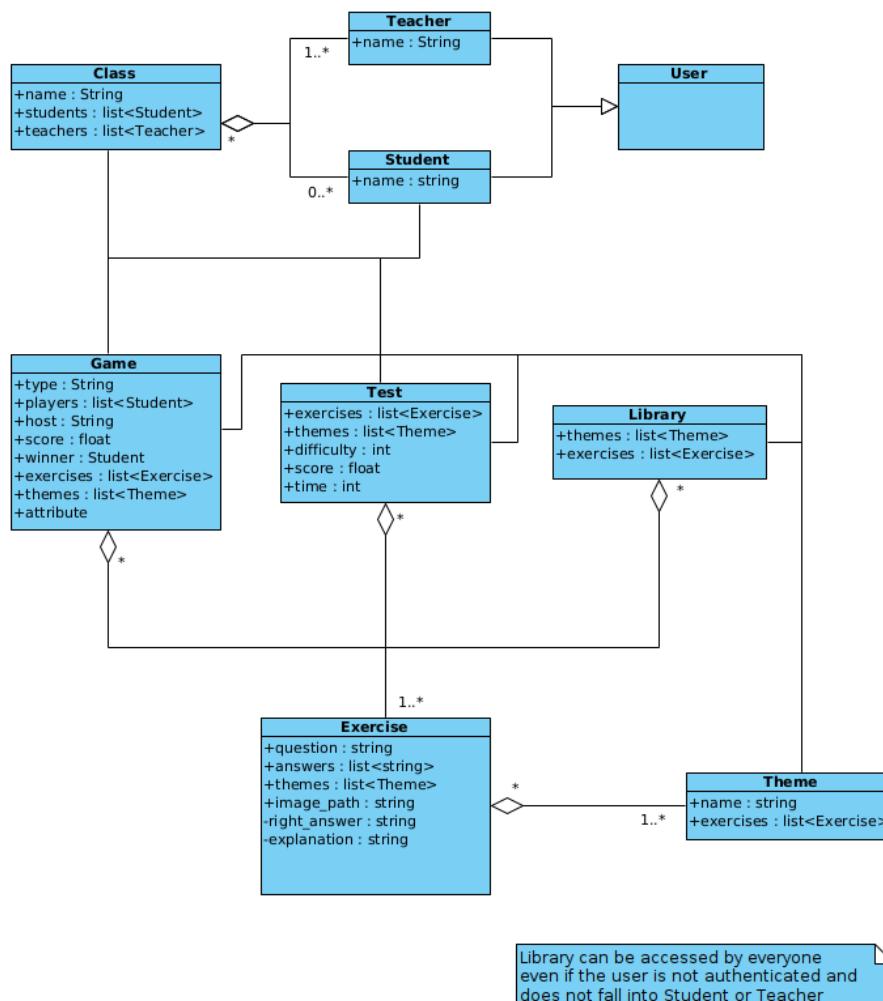 Teacher
+name : String
1..*
Class
+name : String
+students : list<Student>
+teachers : list<Teacher>
*
User
Student
+name : string
0..*
Game
+type : String
+players : list<Student>
+host : String
+score : float
+winner : Student
+exercises : list<Exercise>
+themes : list<Theme>
+attribute
*
Test
+exercises : list<Exercise>
+themes : list<Theme>
+difficulty : int
+score : float
+time : int
*
Library
+themes : list<Theme>
+exercises : list<Exercise>
*
1..*
Exercise
+question : string
+answers : list<string>
+themes : list<Theme>
+image_path : string
-right_answer : string
-explanation : string
*
1..*
Theme
+name : string
+exercises : list<Exercise>
Library can be accessed by everyone
even if the user is not authenticated and
does not fall into Student or Teacher